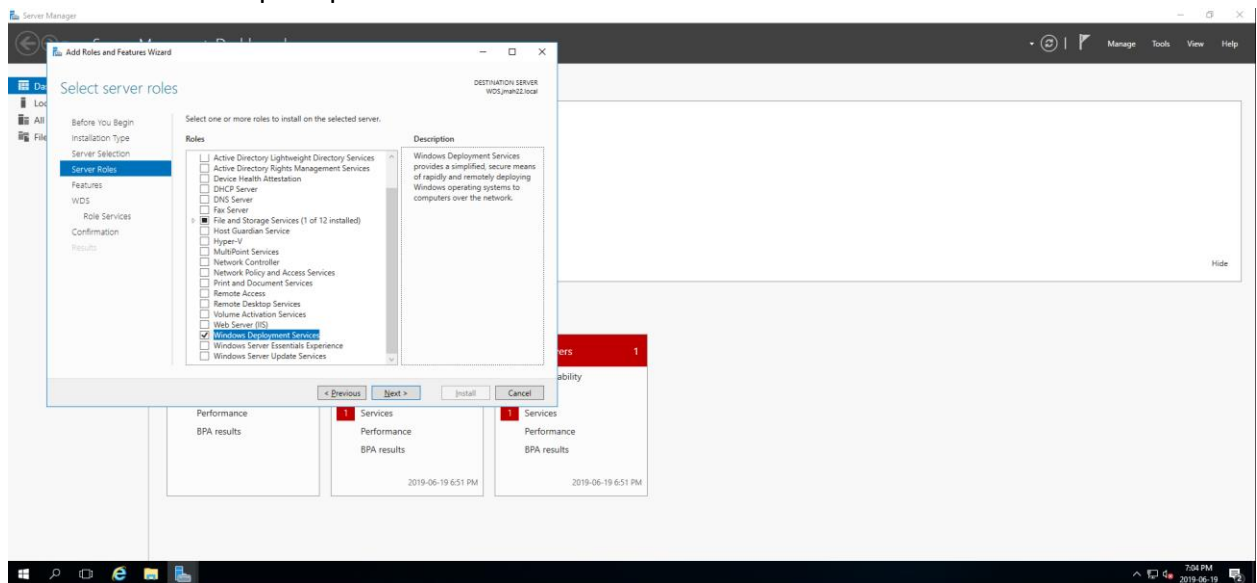 Server Manager
Manage Tools View Help
Add Roles and Features Wizard
Select server roles
DESTINATION SERVER
WDS.jmah22.local
Before You Begin
Installation Type
Server Selection
Server Roles
Features
WDS
Role Services
Confirmation
Results
Select one or more roles to install on the selected server.
Roles
Active Directory Lightweight Directory Services
Active Directory Rights Management Services
Device Health Attestation
DHCP Server
DNS Server
Fax Server
File and Storage Services (1 of 12 installed)
Host Guardian Service
Hyper-V
MultiPoint Services
Network Controller
Network Policy and Access Services
Print and Document Services
Remote Access
Remote Desktop Services
Volume Activation Services
Web Server (IIS)
Windows Deployment Services
Windows Server Essentials Experience
Windows Server Update Services
Description
Windows Deployment Services
provides a simplified, secure means
of rapidly and remotely deploying
Windows operating systems to
computers over the network.
< Previous Next > Install Cancel
Hide
ers 1
ability
Performance
BPA results
1 Services
Performance
BPA results
2019-06-19 6:51 PM
1 Services
Performance
BPA results
2019-06-19 6:51 PM
7:04 PM
2019-06-19